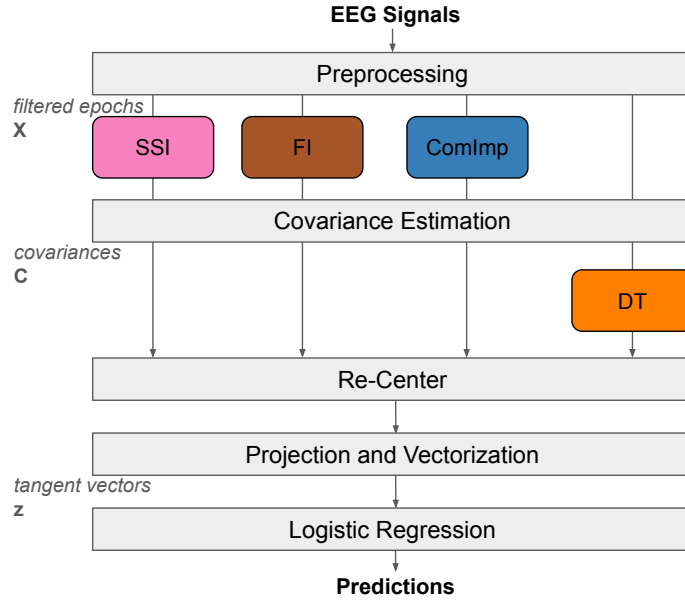 EEG Signals
Preprocessing
filtered epochs
X
SSI
FI
ComImp
Covariance Estimation
covariances
C
DT
Re-Center
Projection and Vectorization
tangent vectors
z
Logistic Regression
Predictions